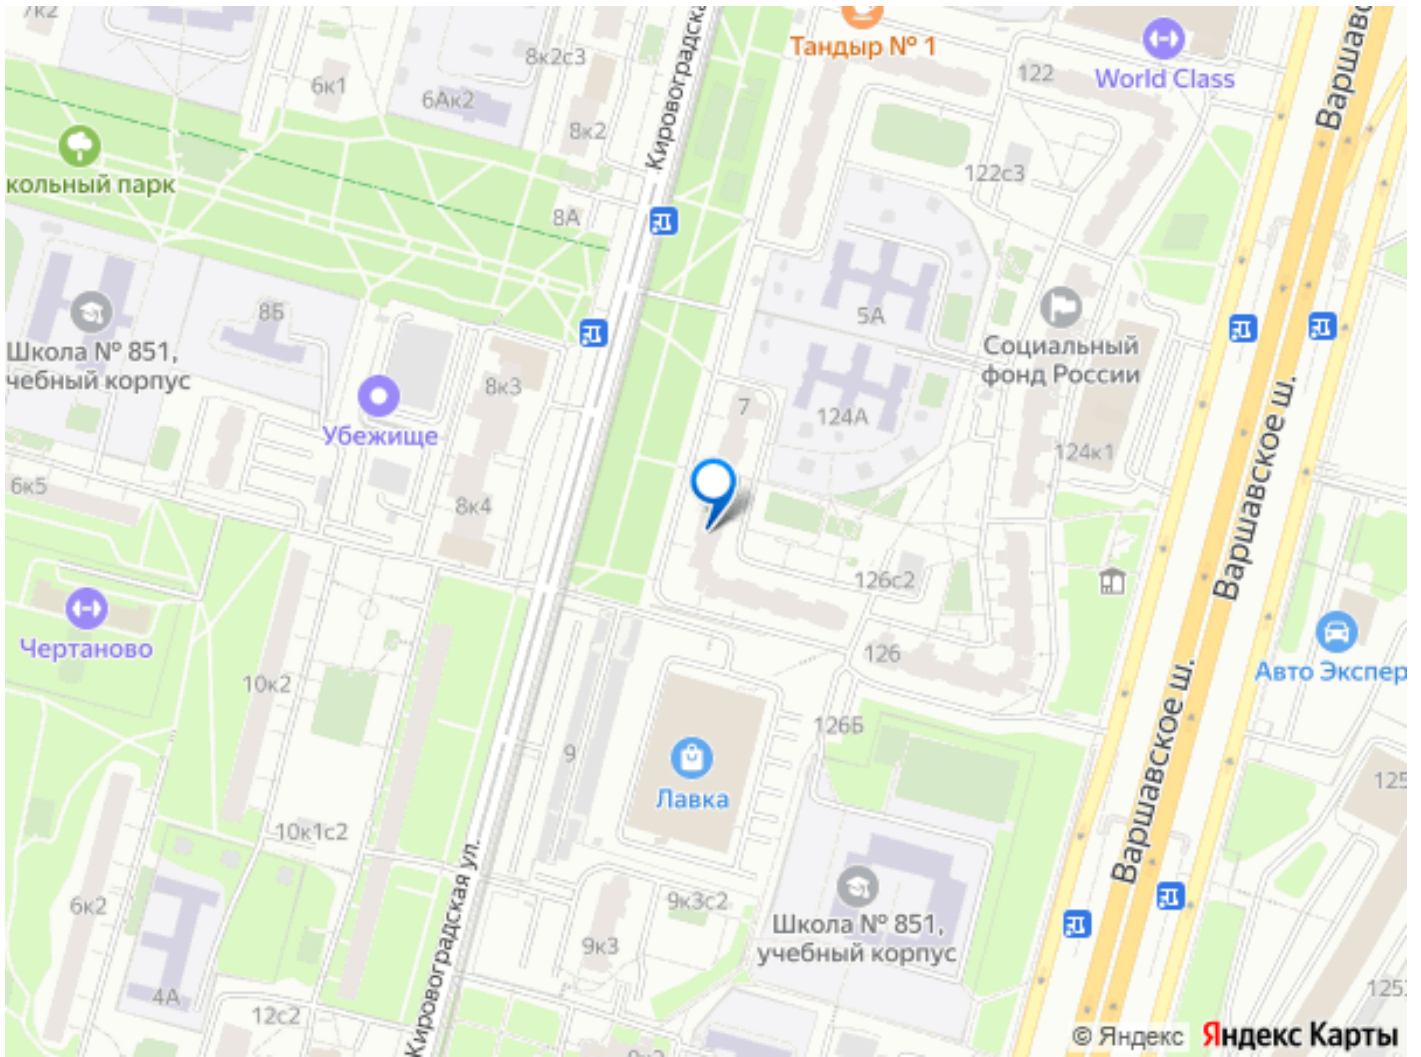 7к2
8к2с3
Кировоградска
Тандыр № 1
122
World Class
Варшавс
6к1
6Ак2
8к2
122с3
кольный парк
8А
8Б
5А
Школа № 851,
чебный корпус
8к3
Социальный
фонд России
7
124А
Убежище
124к1
Варшавское ш.
6к5
8к4
126с2
Чертаново
126
10к2
Авто Экспер
Варшавское ш.
9
126Б
Лавка
125
10к1с2
Кировоградская ул.
6к2
9к3с2
Школа № 851,
учебный корпус
9к3
4А
12с2
125
© Яндекс Яндекс Карты